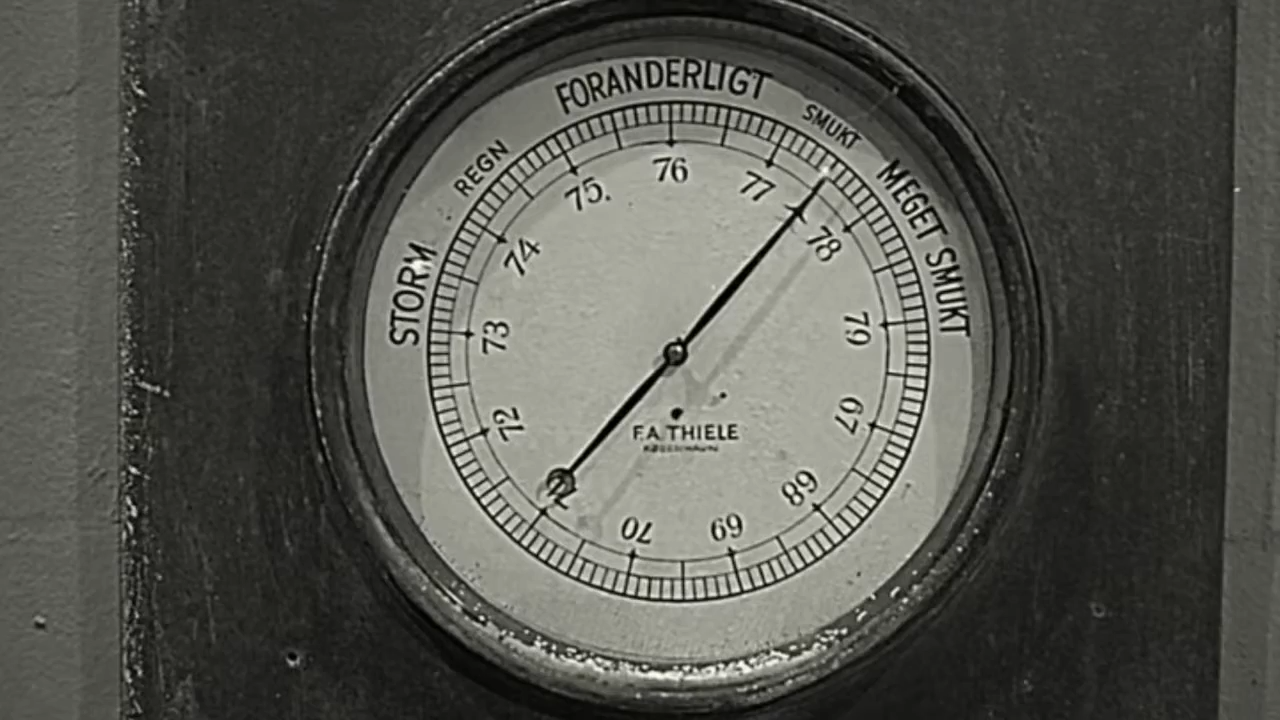 STORM
REGN
FORANDERLIGT
SMUKT
MEGET SMUKT
72
73
74
75.
76
77
78
79
67
68
69
70
F.A. THIELE
KØBENHAVN